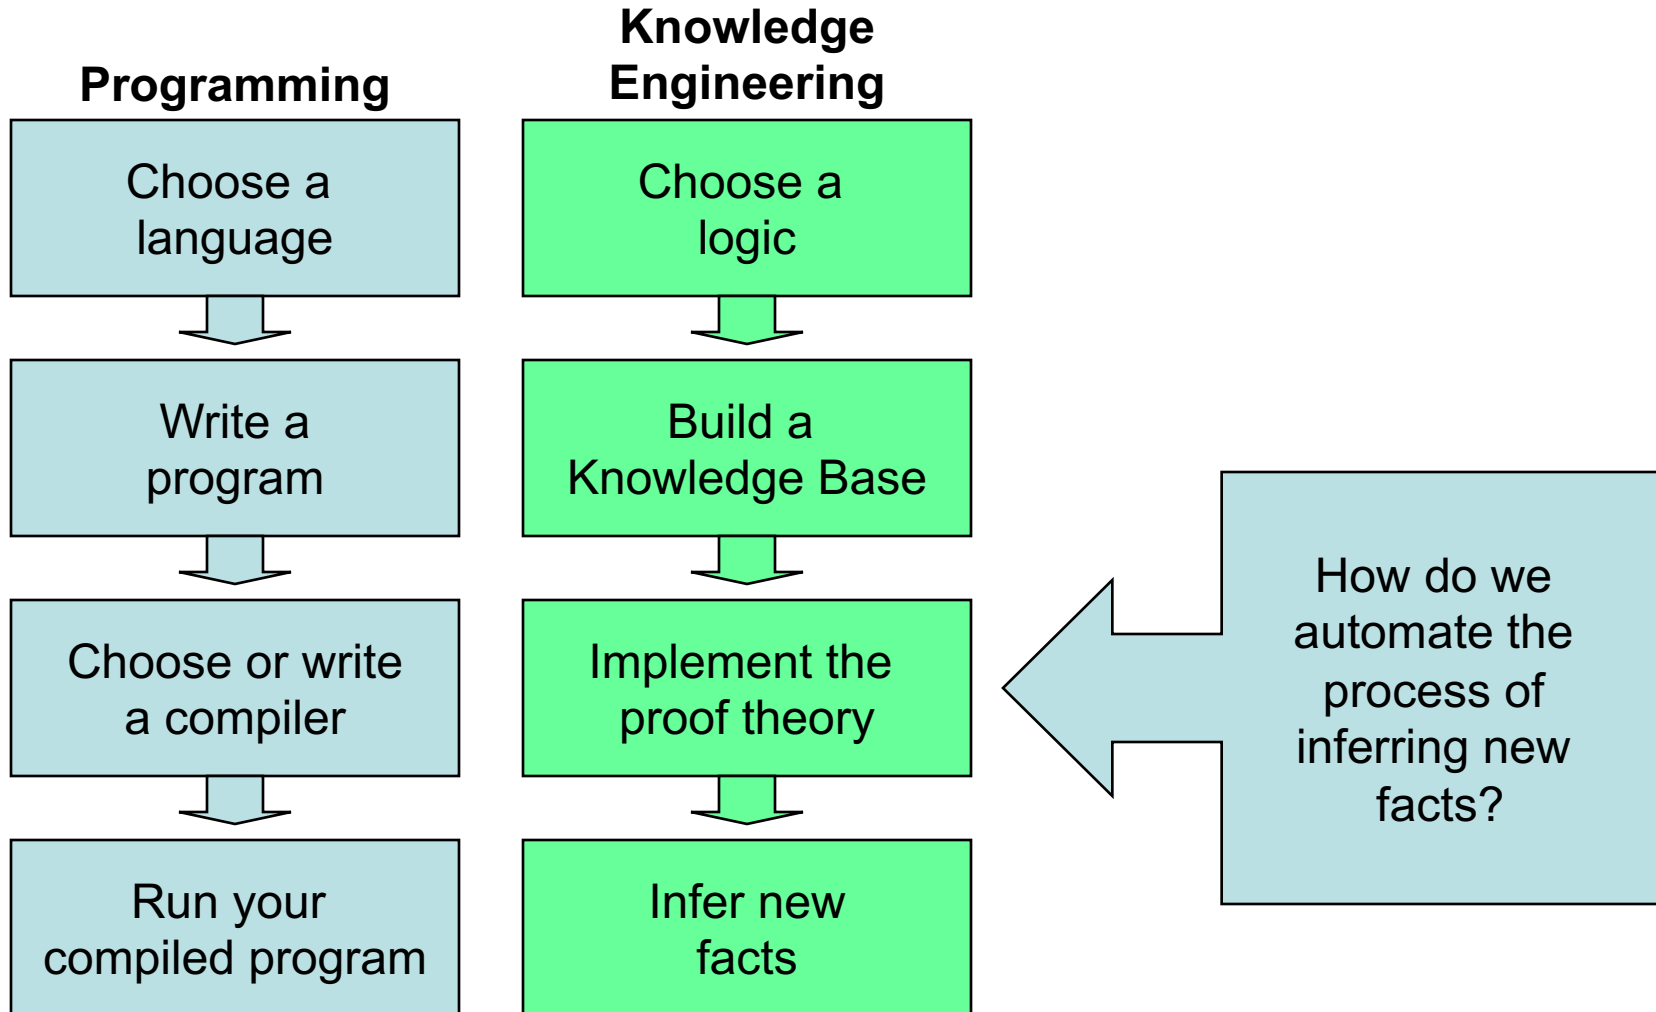 Programming
Choose a
language
Write a
program
Choose or write
a compiler
Run your
compiled program
Knowledge
Engineering
Choose a
logic
Build a
Knowledge Base
Implement the
proof theory
Infer new
facts
How do we
automate the
process of
inferring new
facts?